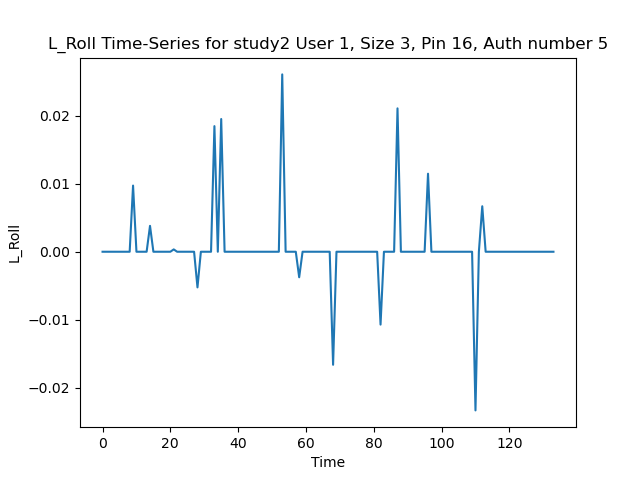 L_Roll Time-Series for study2 User 1, Size 3, Pin 16, Auth number 5
0.02
0.01
0.00
−0.01
−0.02
L_Roll
0 20 40 60 80 100 120
Time